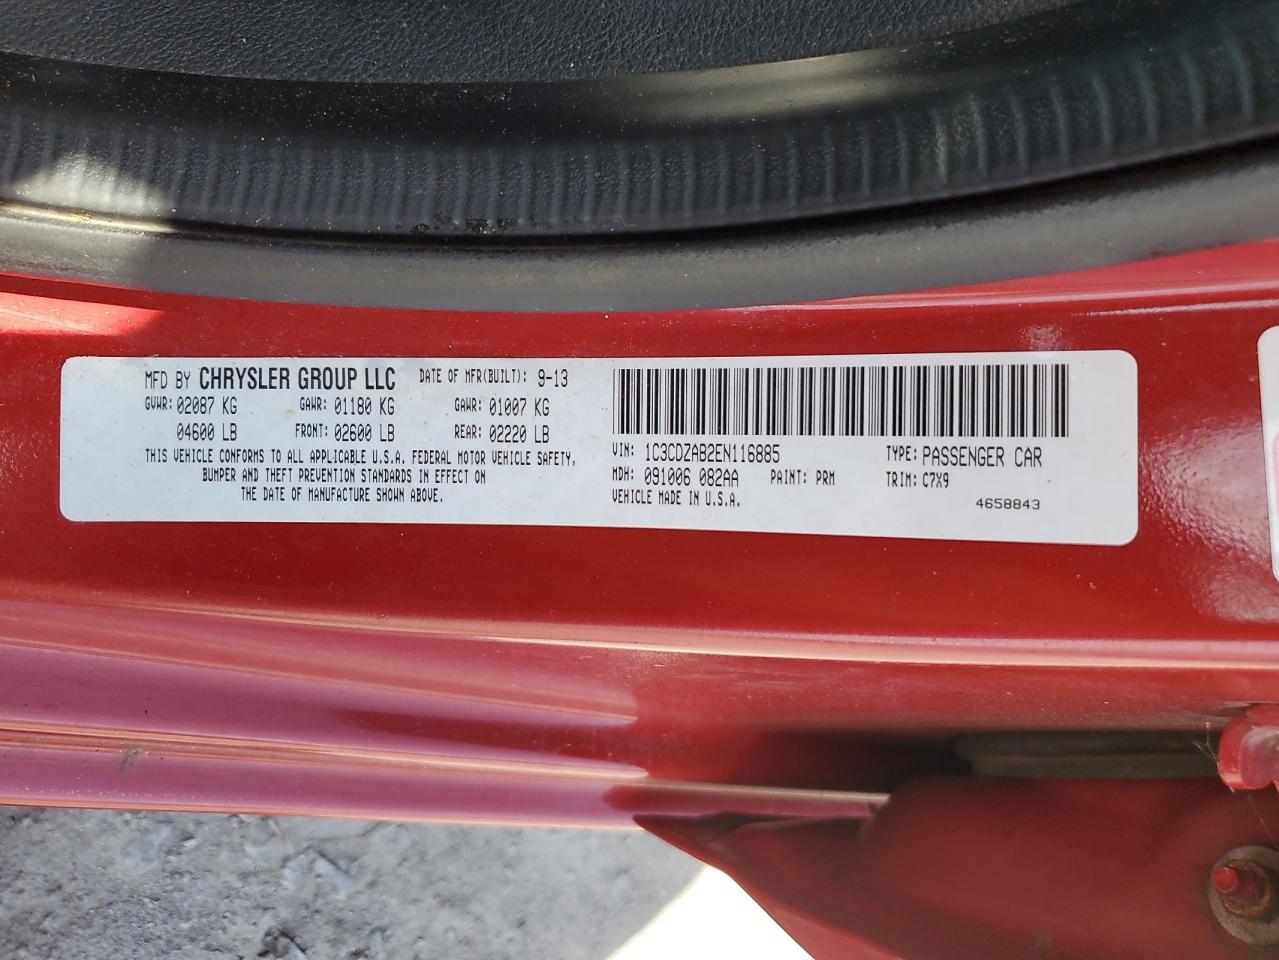 MFD BY CHRYSLER GROUP LLC DATE OF MFR(BUILT): 9-13
GVWR: 02087 KG GAWR: 01180 KG GAWR: 01007 KG
04600 LB FRONT: 02600 LB REAR: 02220 LB
THIS VEHICLE CONFORMS TO ALL APPLICABLE U.S.A. FEDERAL MOTOR VEHICLE SAFETY,
BUMPER AND THEFT PREVENTION STANDARDS IN EFFECT ON
THE DATE OF MANUFACTURE SHOWN ABOVE.
VIN: 1C3CDZAB2EN116885 TYPE: PASSENGER CAR
MDH: 091006 082AA PAINT: PRM TRIM: C7X9
VEHICLE MADE IN U.S.A. 4658843